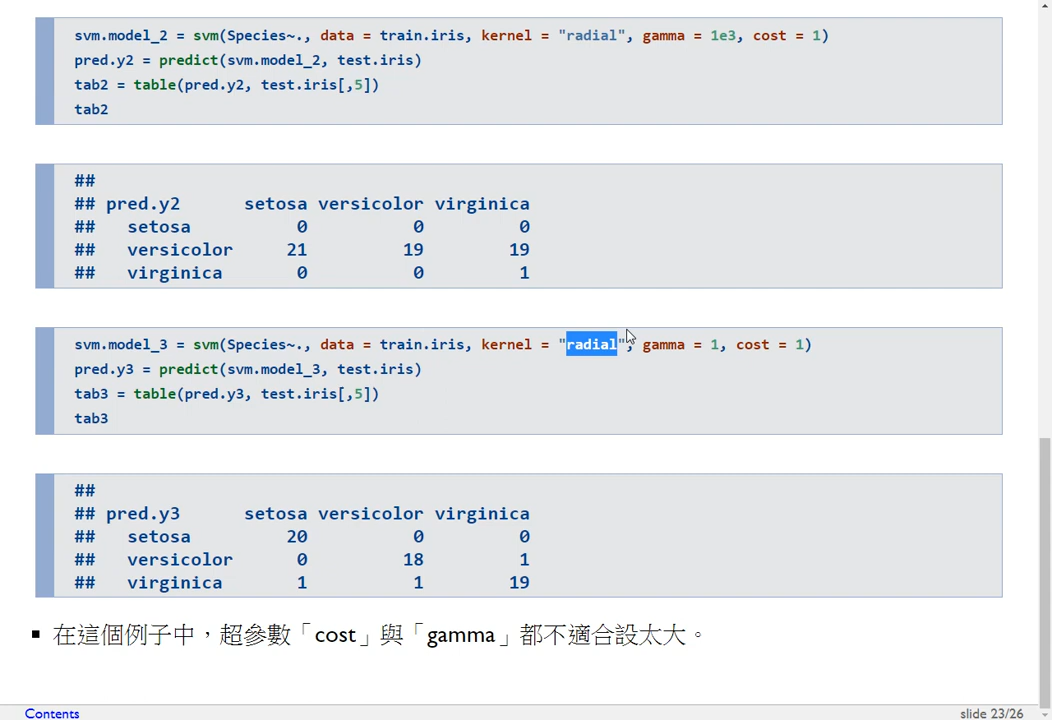 svm.model_2 = svm(Species~., data = train.iris, kernel = "radial", gamma = 1e3, cost = 1)
pred.y2 = predict(svm.model_2, test.iris)
tab2 = table(pred.y2, test.iris[,5])
tab2
##
## pred.y2      setosa versicolor virginica
##   setosa          0          0         0
##   versicolor     21         19        19
##   virginica       0          0         1
svm.model_3 = svm(Species~., data = train.iris, kernel = "radial", gamma = 1, cost = 1)
pred.y3 = predict(svm.model_3, test.iris)
tab3 = table(pred.y3, test.iris[,5])
tab3
##
## pred.y3      setosa versicolor virginica
##   setosa         20          0         0
##   versicolor      0         18         1
##   virginica       1          1        19
▪ 在這個例子中，超參數「cost」與「gamma」都不適合設太大。
Contents slide 23/26